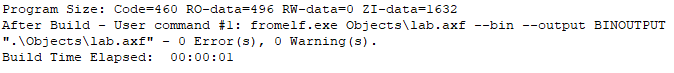 Program Size: Code=460 RO-data=496 RW-data=0 ZI-data=1632
After Build - User command #1: fromelf.exe Objects\lab.axf --bin --output BINOUTPUT
".\Objects\lab.axf" - 0 Error(s), 0 Warning(s).
Build Time Elapsed:  00:00:01